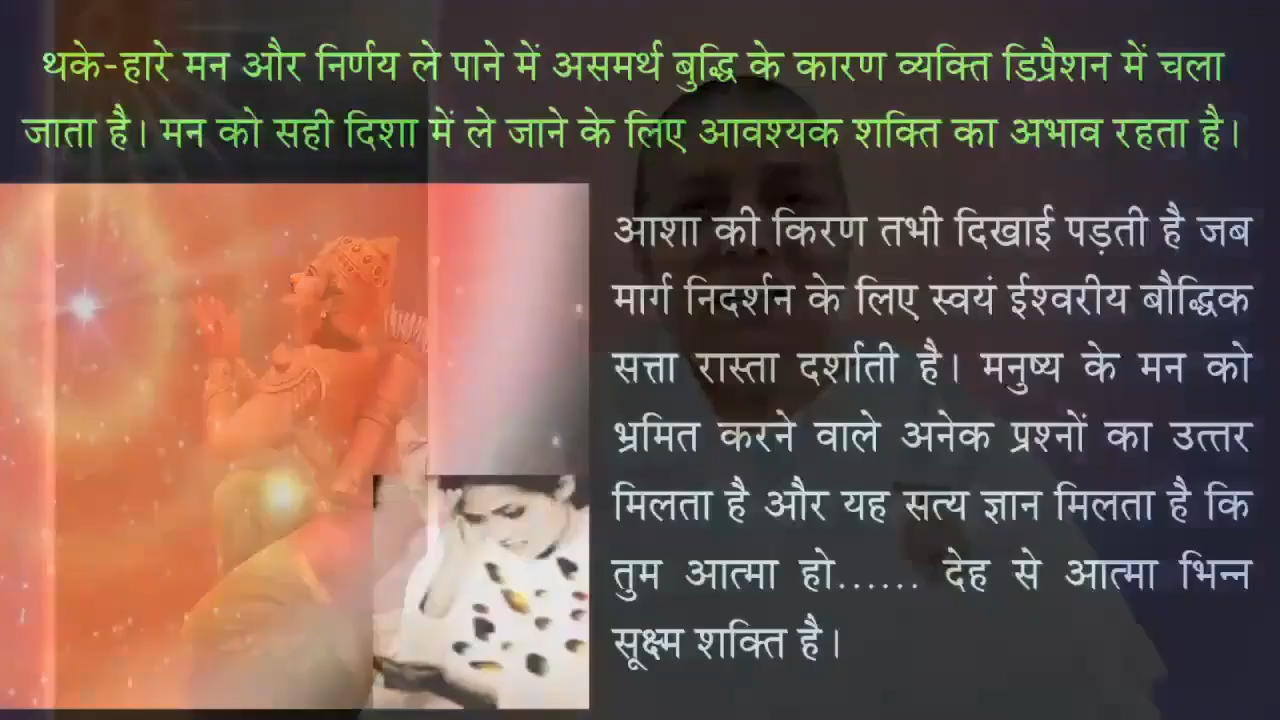 थके-हारे मन और निर्णय ले पाने में असमर्थ बुद्धि के कारण व्यक्ति डिप्रैशन में चला
जाता है। मन को सही दिशा में ले जाने के लिए आवश्यक शक्ति का अभाव रहता है।
आशा की किरण तभी दिखाई पड़ती है जब
मार्ग निदर्शन के लिए स्वयं ईश्वरीय बौद्धिक
सत्ता रास्ता दर्शाती है। मनुष्य के मन को
भ्रमित करने वाले अनेक प्रश्नों का उत्तर
मिलता है और यह सत्य ज्ञान मिलता है कि
तुम आत्मा हो...... देह से आत्मा भिन्न
सूक्ष्म शक्ति है।